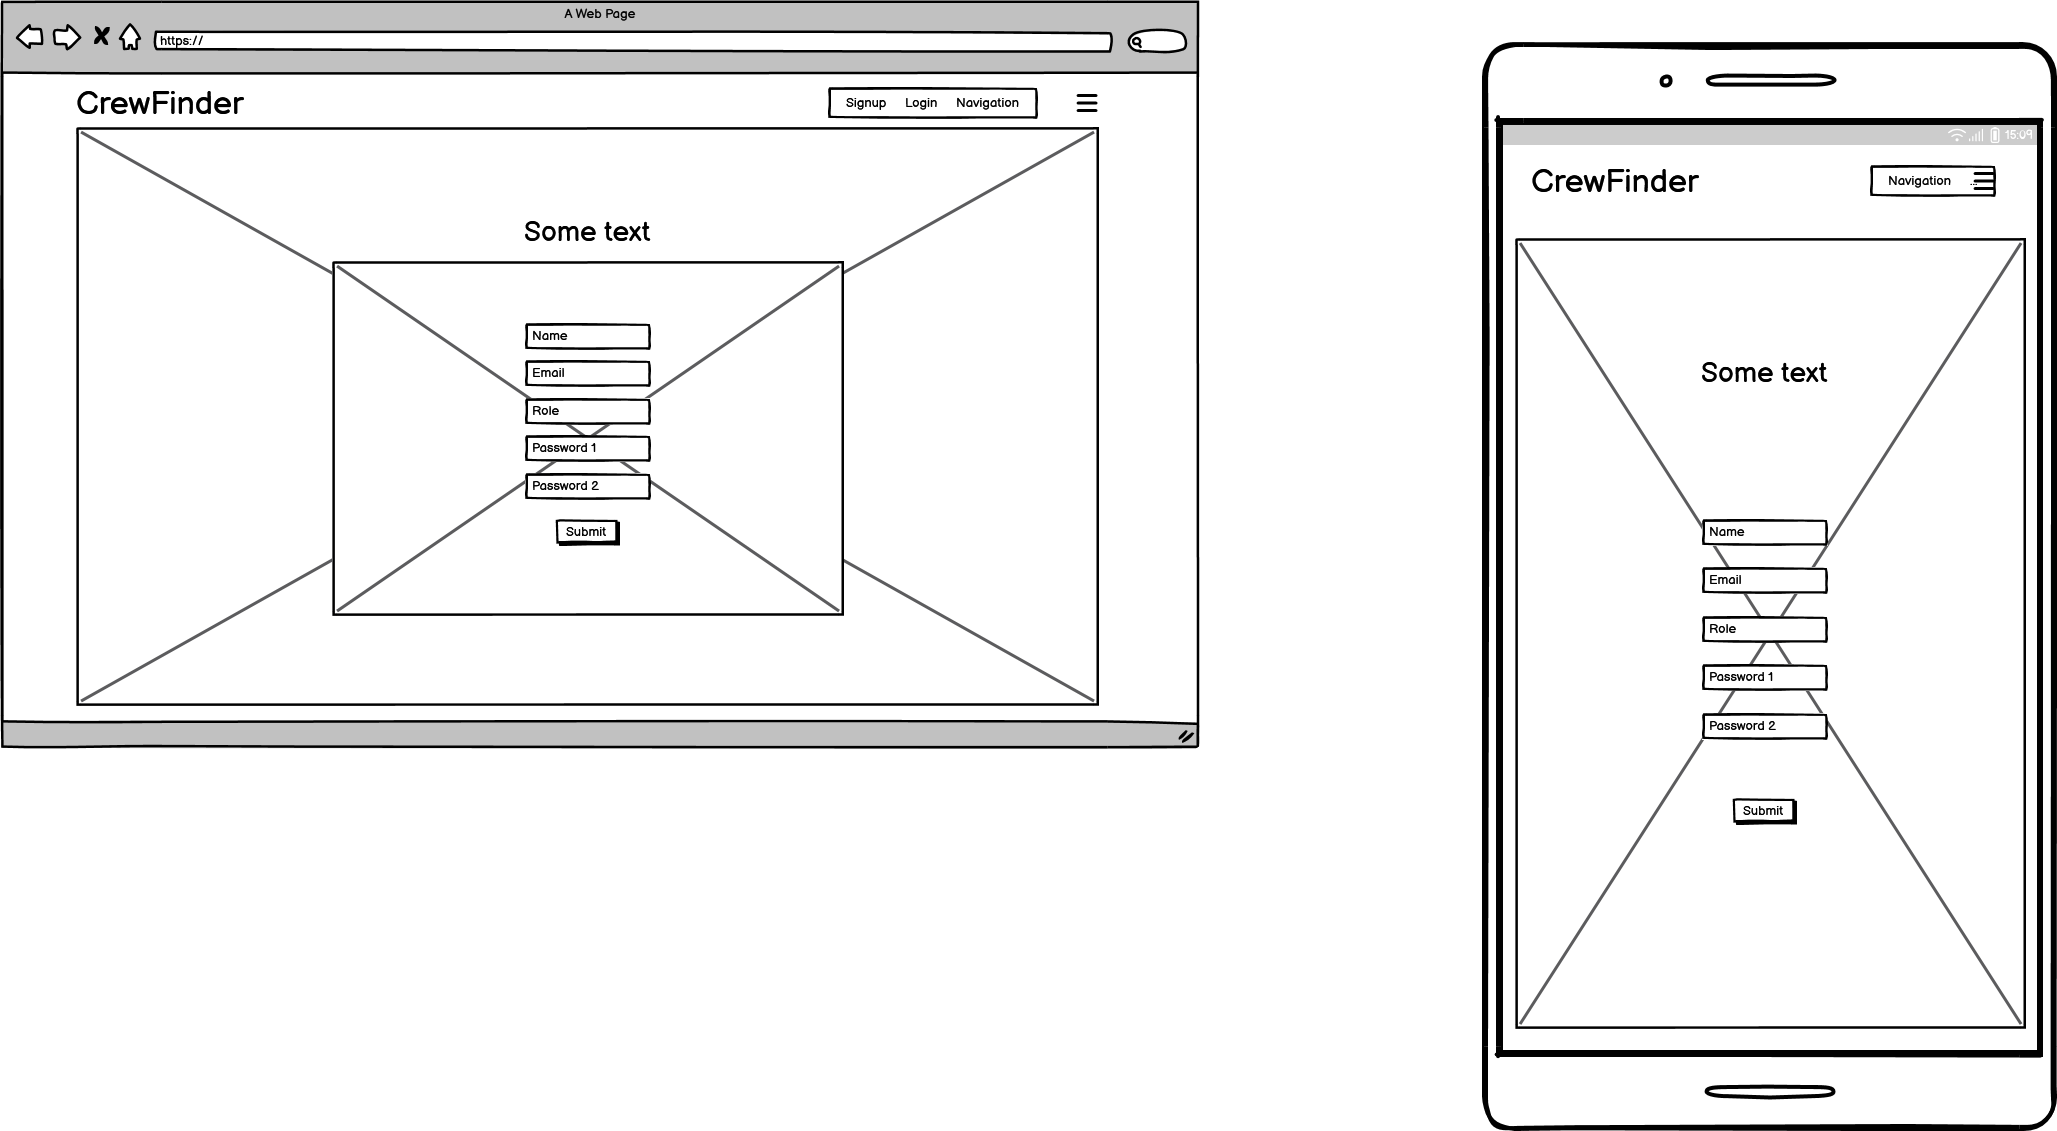 A Web Page
https://
CrewFinder
Signup Login Navigation
Some text
Name
Email
Role
Password 1
Password 2
Submit
15:09
CrewFinder
Navigation ...
Some text
Name
Email
Role
Password 1
Password 2
Submit